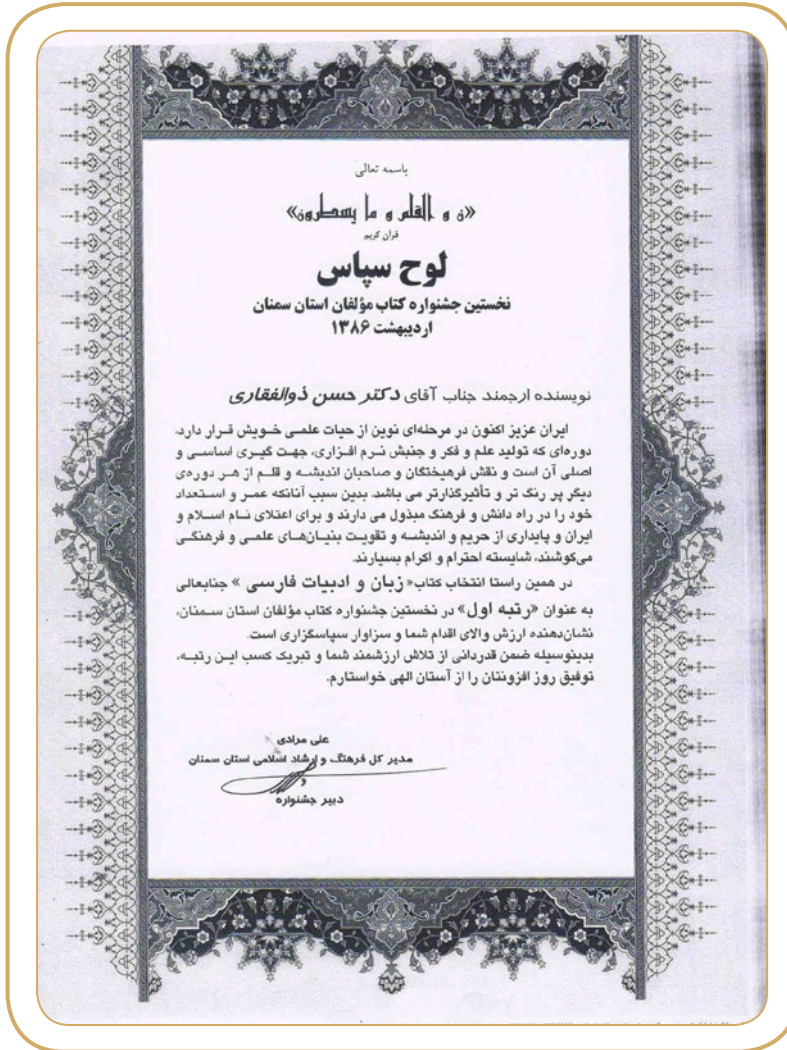 باسمه تعالی
«ن و القلم و ما یسطرون»
قرآن کریم
لوح سپاس
نخستین جشنواره کتاب مؤلفان استان سمنان
اردیبهشت ۱۳۸۶
نویسنده ارجمند جناب آقای دکتر حسن ذوالفقاری
ایران عزیز اکنون در مرحله‌ای نوین از حیات علمی خویش قرار دارد،
دوره‌ای که تولید علم و فکر و جنبش نرم افزاری، جهت گیری اساسی و
اصلی آن است و نقش فرهیختگان و صاحبان اندیشه و قلم از هر دوره‌ی
دیگر پر رنگ تر و تأثیرگذارتر می باشد. بدین سبب آنانکه عمر و استعداد
خود را در راه دانش و فرهنگ مبذول می دارند و برای اعتلای نام اسلام و
ایران و پایداری از حریم و اندیشه و تقویت بنیان‌های علمی و فرهنگی
می‌کوشند، شایسته احترام و اکرام بسیارند.
در همین راستا انتخاب کتاب« زبان و ادبیات فارسی » جنابعالی
به عنوان «رتبه اول» در نخستین جشنواره کتاب مؤلفان استان سمنان،
نشان‌دهنده ارزش والای اقدام شما و سزاوار سپاسگزاری است.
بدینوسیله ضمن قدردانی از تلاش ارزشمند شما و تبریک کسب این رتبه،
توفیق روز افزونتان را از آستان الهی خواستارم.
علی مرادی
مدیر کل فرهنگ و ارشاد اسلامی استان سمنان
و
دبیر جشنواره